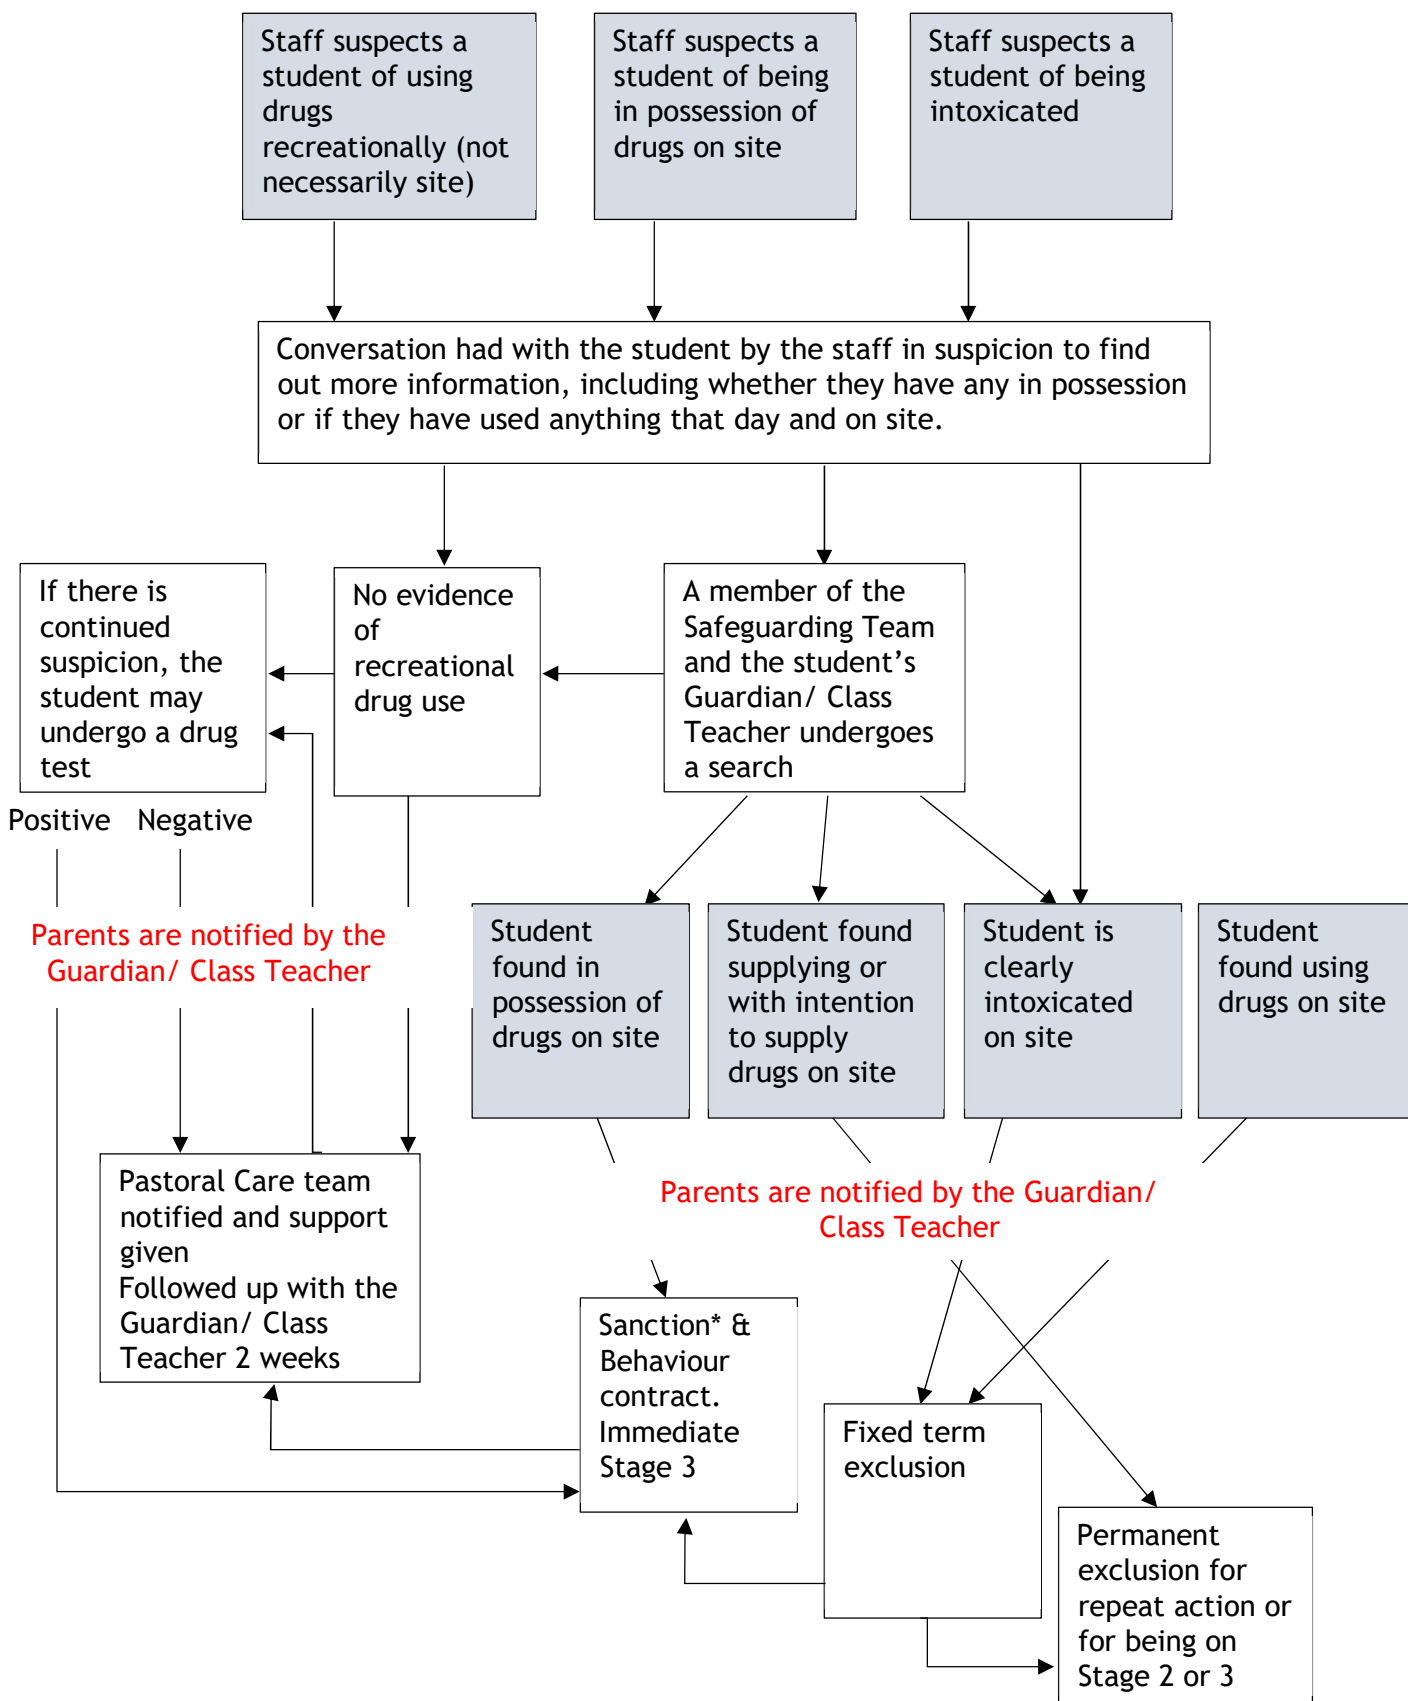 Staff suspects a
student of using
drugs
recreationally (not
necessarily site)
Staff suspects a
student of being
in possession of
drugs on site
Staff suspects a
student of being
intoxicated
Conversation had with the student by the staff in suspicion to find
out more information, including whether they have any in possession
or if they have used anything that day and on site.
If there is
continued
suspicion, the
student may
undergo a drug
test
No evidence
of
recreational
drug use
A member of the
Safeguarding Team
and the student’s
Guardian/ Class
Teacher undergoes
a search
Positive Negative
Parents are notified by the
Guardian/ Class Teacher
Student
found in
possession of
drugs on site
Student found
supplying or
with intention
to supply
drugs on site
Student is
clearly
intoxicated
on site
Student
found using
drugs on site
Pastoral Care team
notified and support
given
Followed up with the
Guardian/ Class
Teacher 2 weeks
Parents are notified by the Guardian/
Class Teacher
Sanction* &
Behaviour
contract.
Immediate
Stage 3
Fixed term
exclusion
Permanent
exclusion for
repeat action or
for being on
Stage 2 or 3